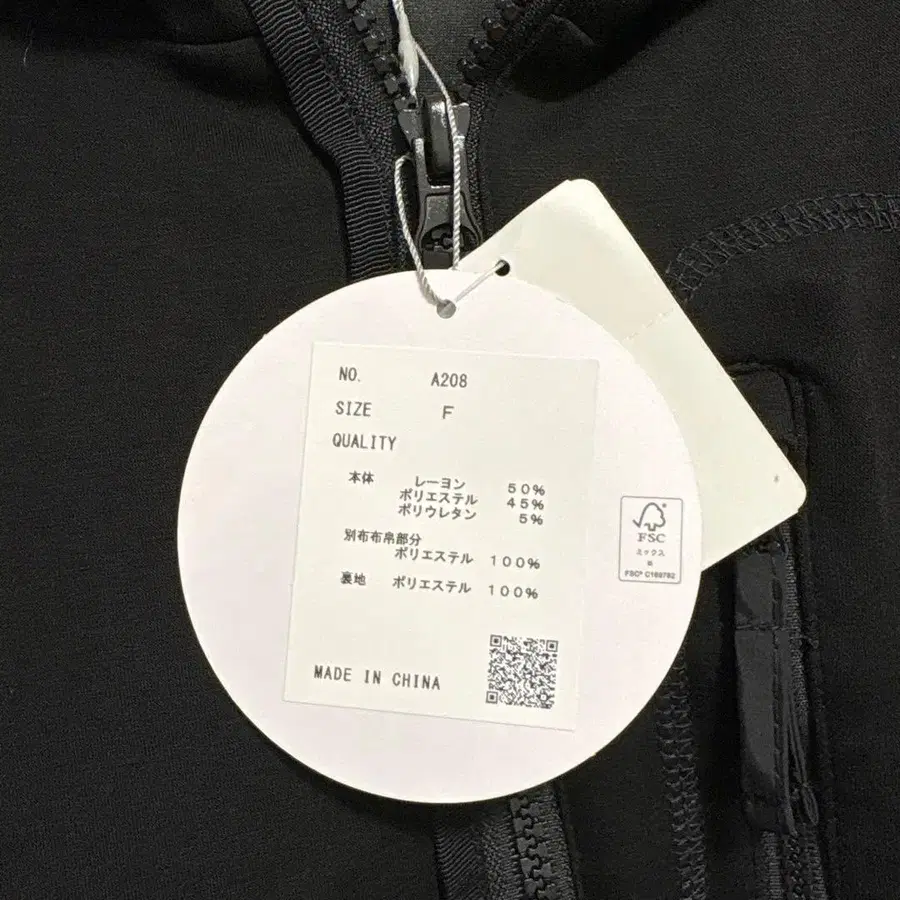 NO. A208
SIZE F
QUALITY
本体 レーヨン 50%
ポリエステル 45%
ポリウレタン 5%
別布布帛部分
ポリエステル 100%
裏地 ポリエステル 100%
MADE IN CHINA
FSC
ミックス
紙
FSC® C169782